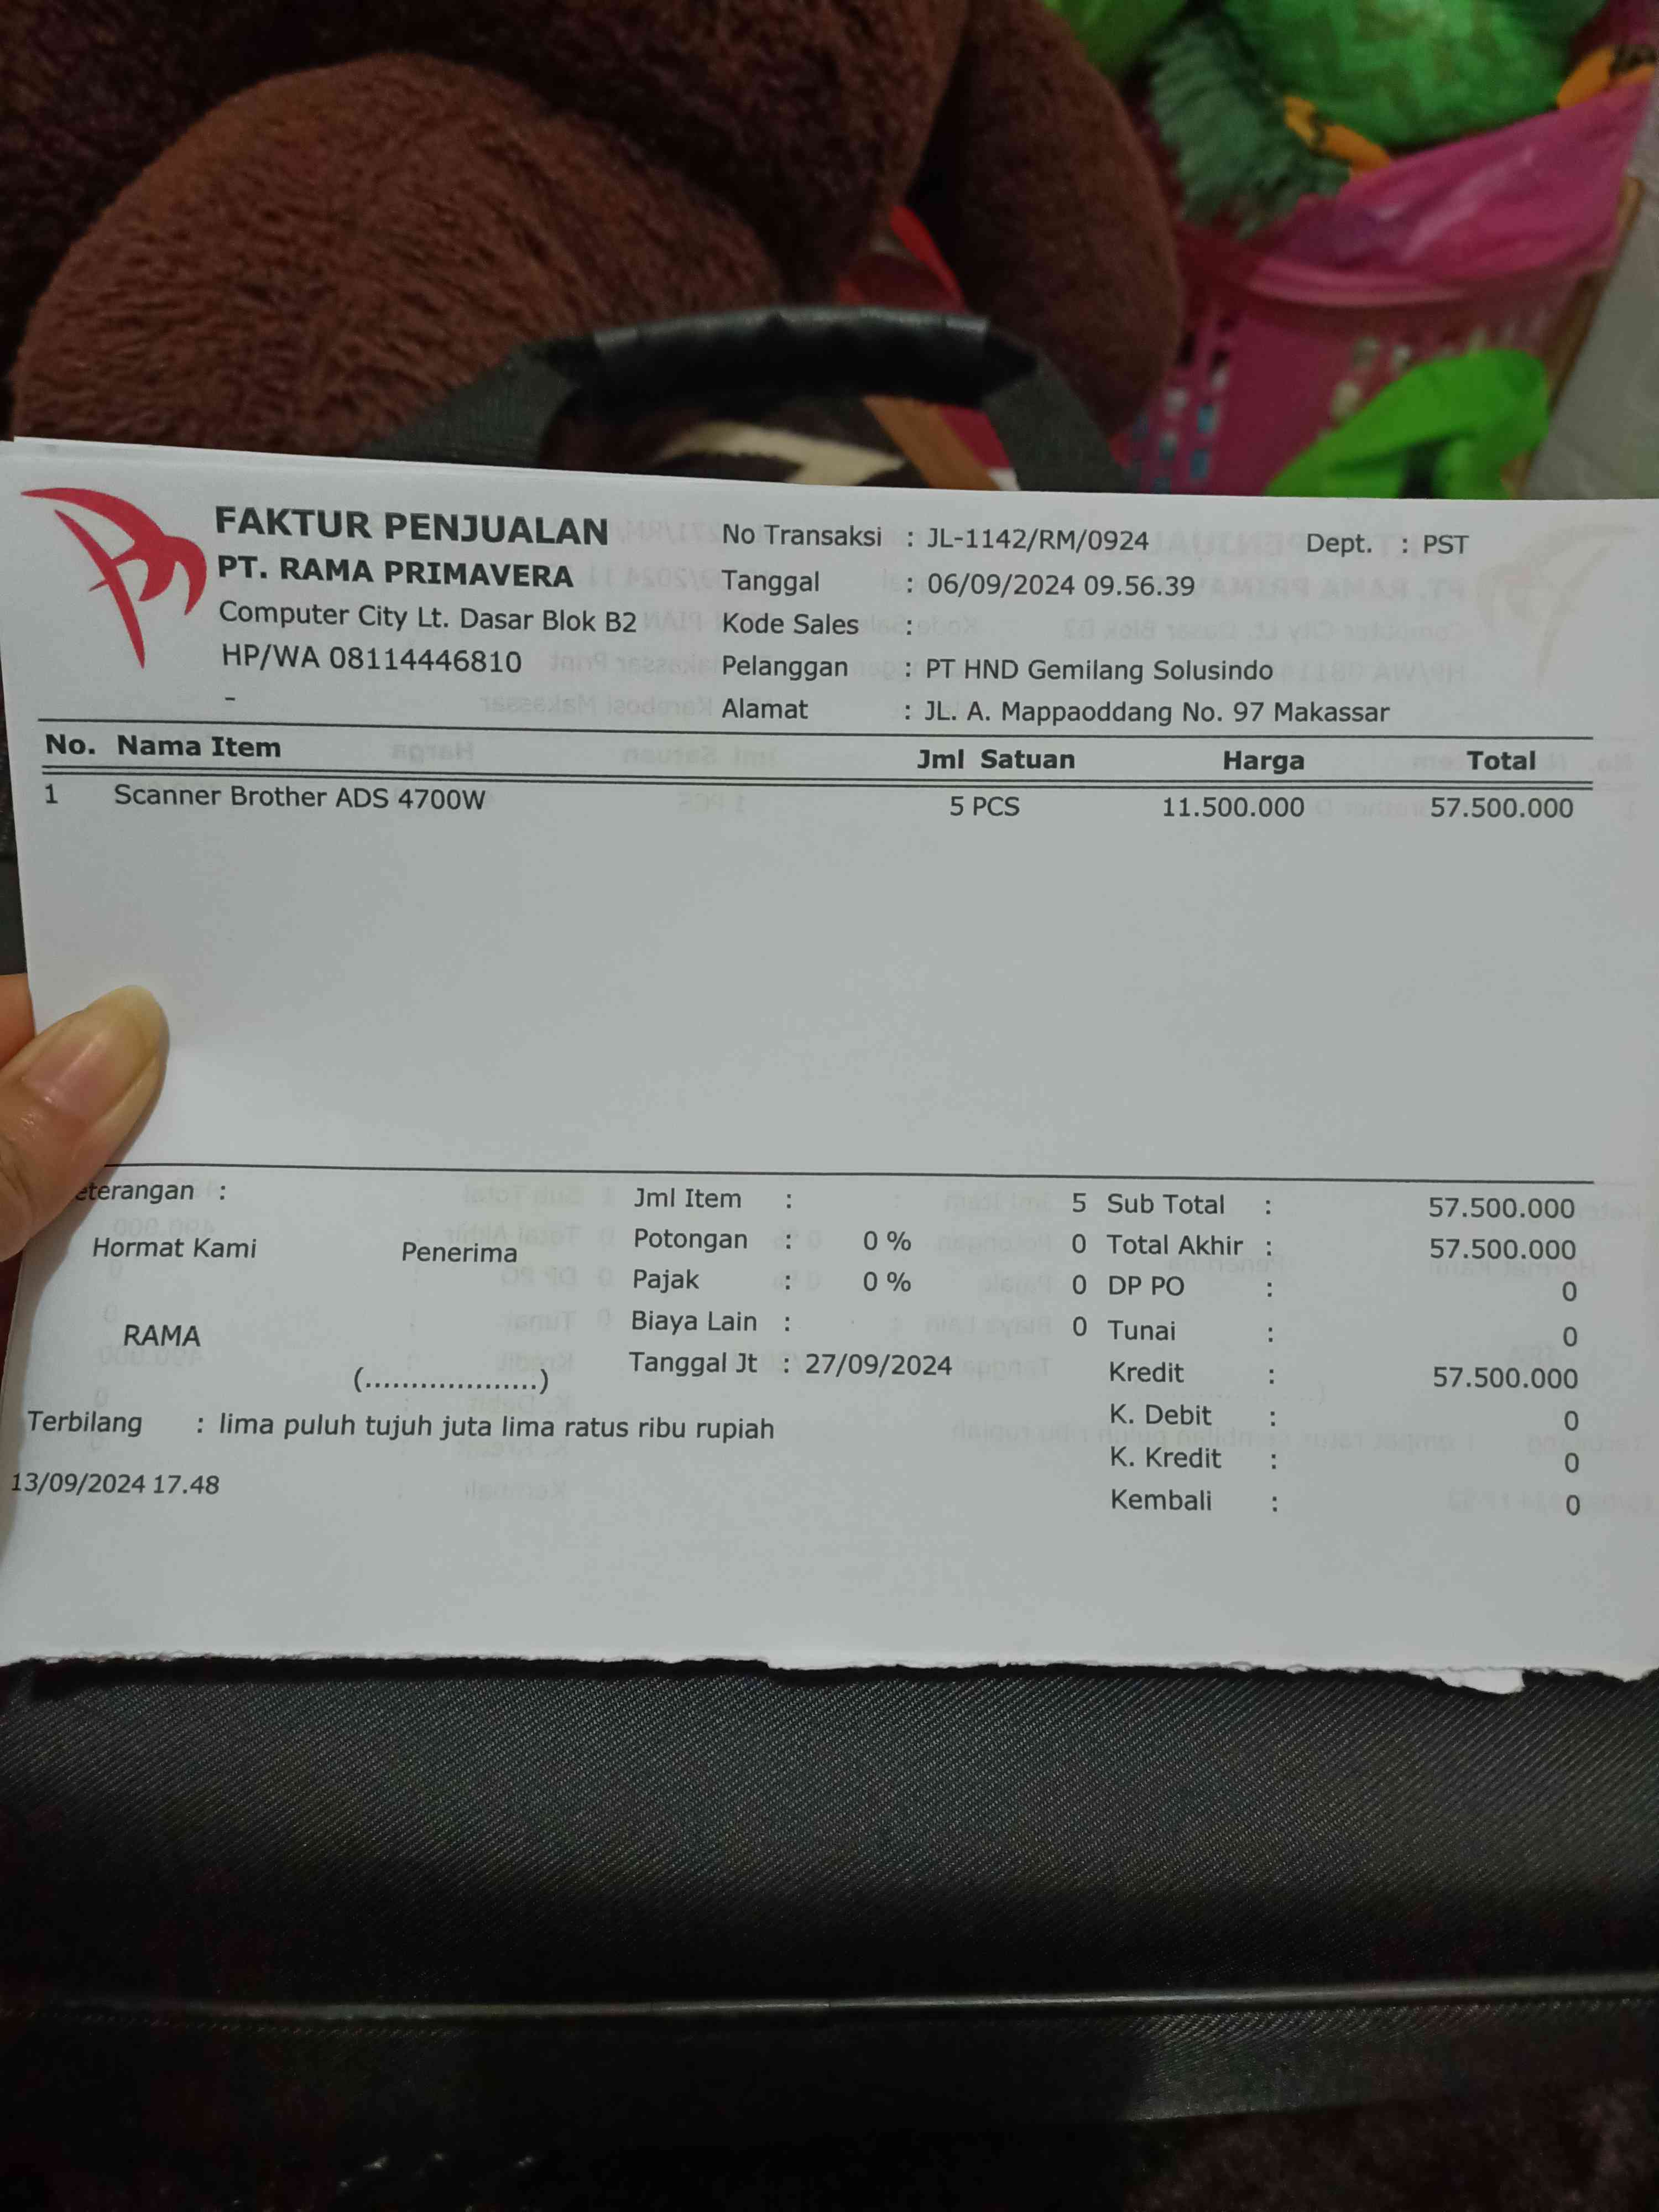 FAKTUR PENJUALAN
PT. RAMA PRIMAVERA
Computer City Lt. Dasar Blok B2
HP/WA 08114446810
-
No Transaksi : JL-1142/RM/0924 Dept. : PST
Tanggal : 06/09/2024 09.56.39
Kode Sales :
Pelanggan : PT HND Gemilang Solusindo
Alamat : JL. A. Mappaoddang No. 97 Makassar
No. Nama Item Jml Satuan Harga Total
1 Scanner Brother ADS 4700W 5 PCS 11.500.000 57.500.000
eterangan :
Hormat Kami Penerima
RAMA
(...................)
Jml Item : 5
Potongan : 0 % 0
Pajak : 0 % 0
Biaya Lain : 0
Tanggal Jt : 27/09/2024
Sub Total : 57.500.000
Total Akhir : 57.500.000
DP PO : 0
Tunai : 0
Kredit : 57.500.000
K. Debit : 0
K. Kredit : 0
Kembali : 0
Terbilang : lima puluh tujuh juta lima ratus ribu rupiah
13/09/2024 17.48